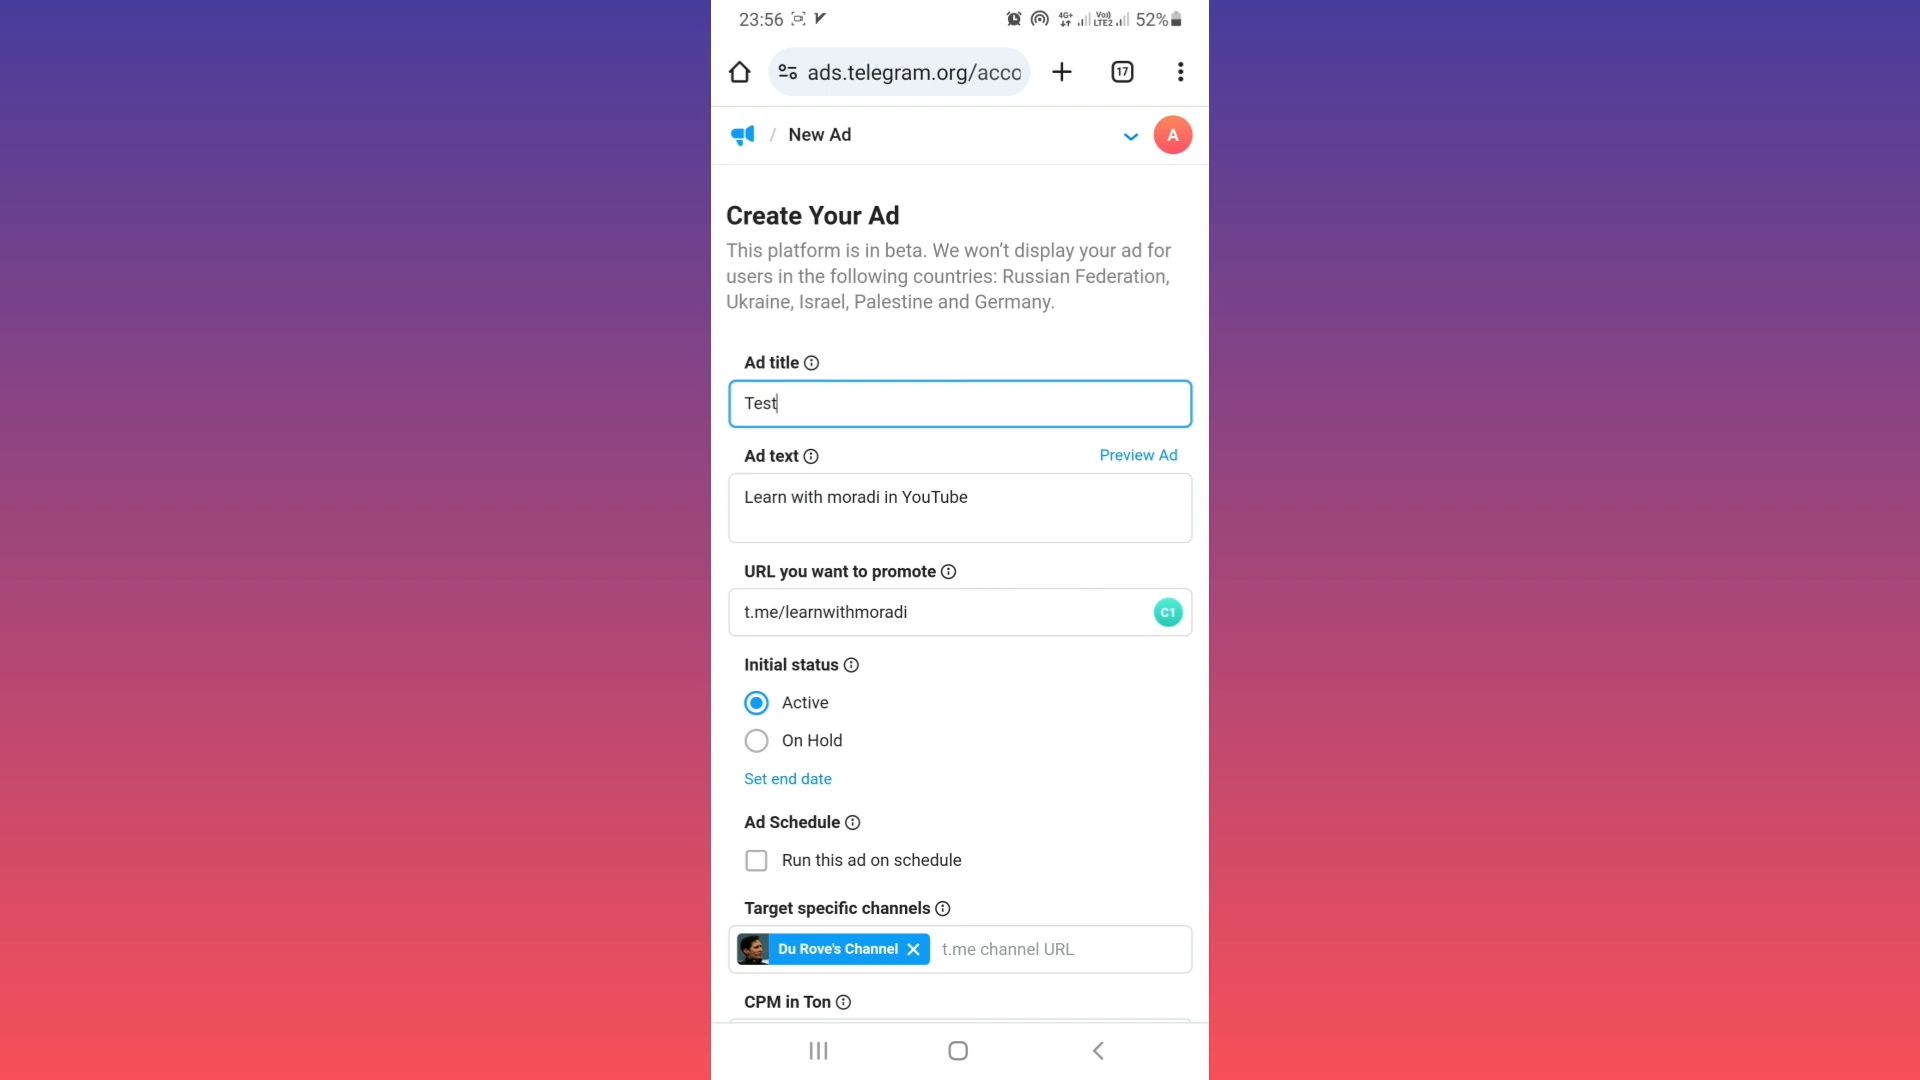 23:56 4G+ Vo)) LTE2 52%
ads.telegram.org/acco 17
/ New Ad A
Create Your Ad
This platform is in beta. We won’t display your ad for
users in the following countries: Russian Federation,
Ukraine, Israel, Palestine and Germany.
Ad title
Test
Ad text Preview Ad
Learn with moradi in YouTube
URL you want to promote
t.me/learnwithmoradi C1
Initial status
Active
On Hold
Set end date
Ad Schedule
Run this ad on schedule
Target specific channels
Du Rove's Channel t.me channel URL
CPM in Ton